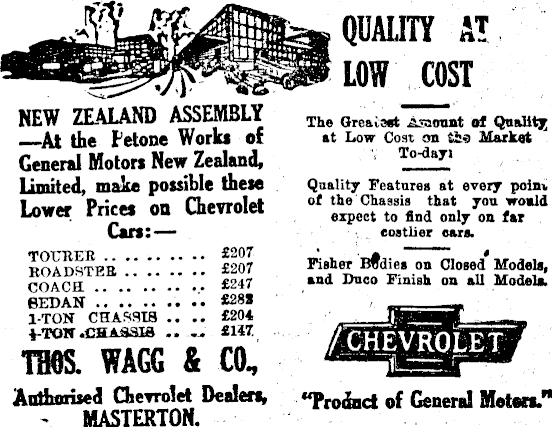 NEW ZEALAND ASSEMBLY
—At the Petone Works of
General Motors New Zealand,
Limited, make possible these
Lower Prices on Chevrolet
Cars:—
TOURER .. .. .. .. .. £207
ROADSTER .. .. .. .. £207
COACH .. .. .. .. .. £247
SEDAN .. .. .. .. .. £282
1-TON CHASSIS .. .. £204
½-TON CHASSIS .. .. £147
THOS. WAGG & CO.,
Authorised Chevrolet Dealers,
MASTERTON.
QUALITY AT
LOW COST
The Greatest Amount of Quality
at Low Cost on the Market
To-day:
Quality Features at every point
of the Chassis that you would
expect to find only on far
costlier cars.
Fisher Bodies on Closed Models,
and Duco Finish on all Models.
CHEVROLET
"Product of General Motors."